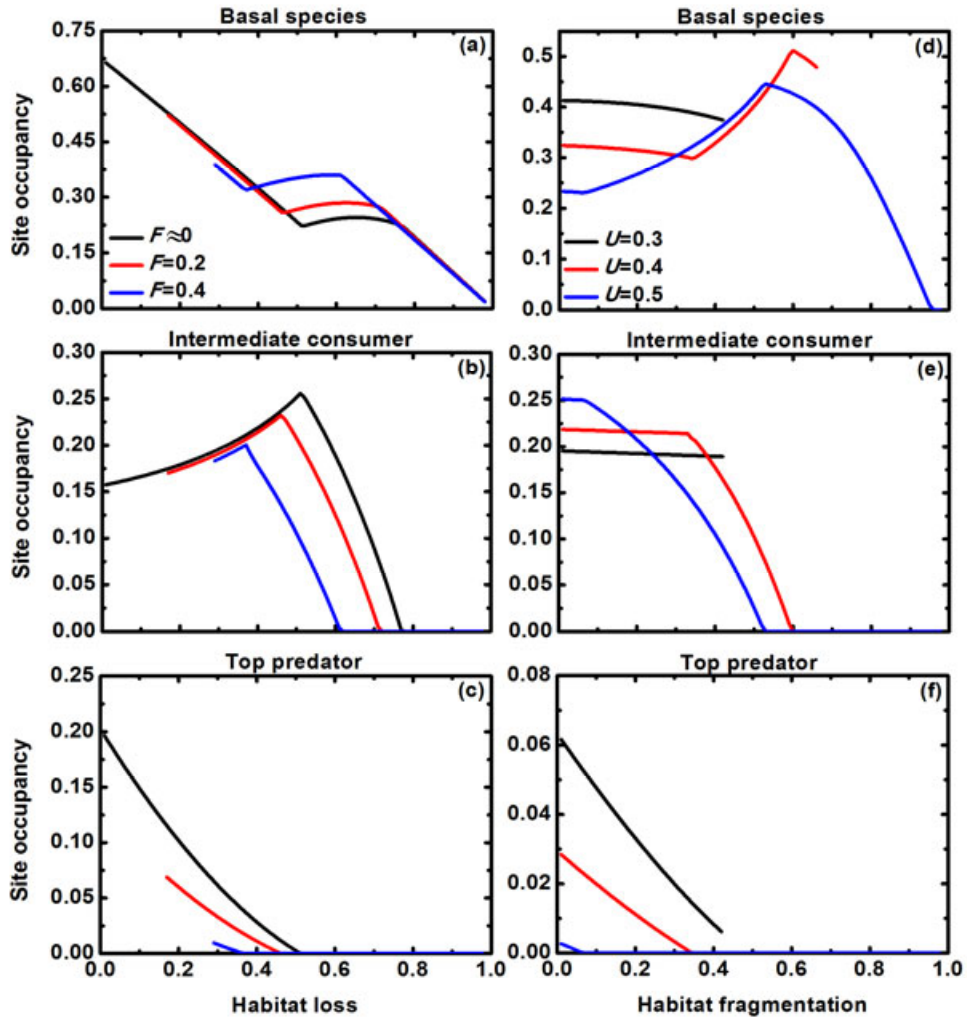 Basal species
(a)
Site occupancy
0.75
0.60
0.45
0.30
0.15
0.00
F≈0
F=0.2
F=0.4
Intermediate consumer
(b)
Site occupancy
0.30
0.25
0.20
0.15
0.10
0.05
0.00
Top predator
(c)
Site occupancy
0.25
0.20
0.15
0.10
0.05
0.00
0.0 0.2 0.4 0.6 0.8 1.0
Habitat loss
Basal species
(d)
0.5
0.4
0.3
0.2
0.1
0.0
U=0.3
U=0.4
U=0.5
Intermediate consumer
(e)
0.30
0.25
0.20
0.15
0.10
0.05
0.00
Top predator
(f)
0.08
0.06
0.04
0.02
0.00
0.0 0.2 0.4 0.6 0.8 1.0
Habitat fragmentation